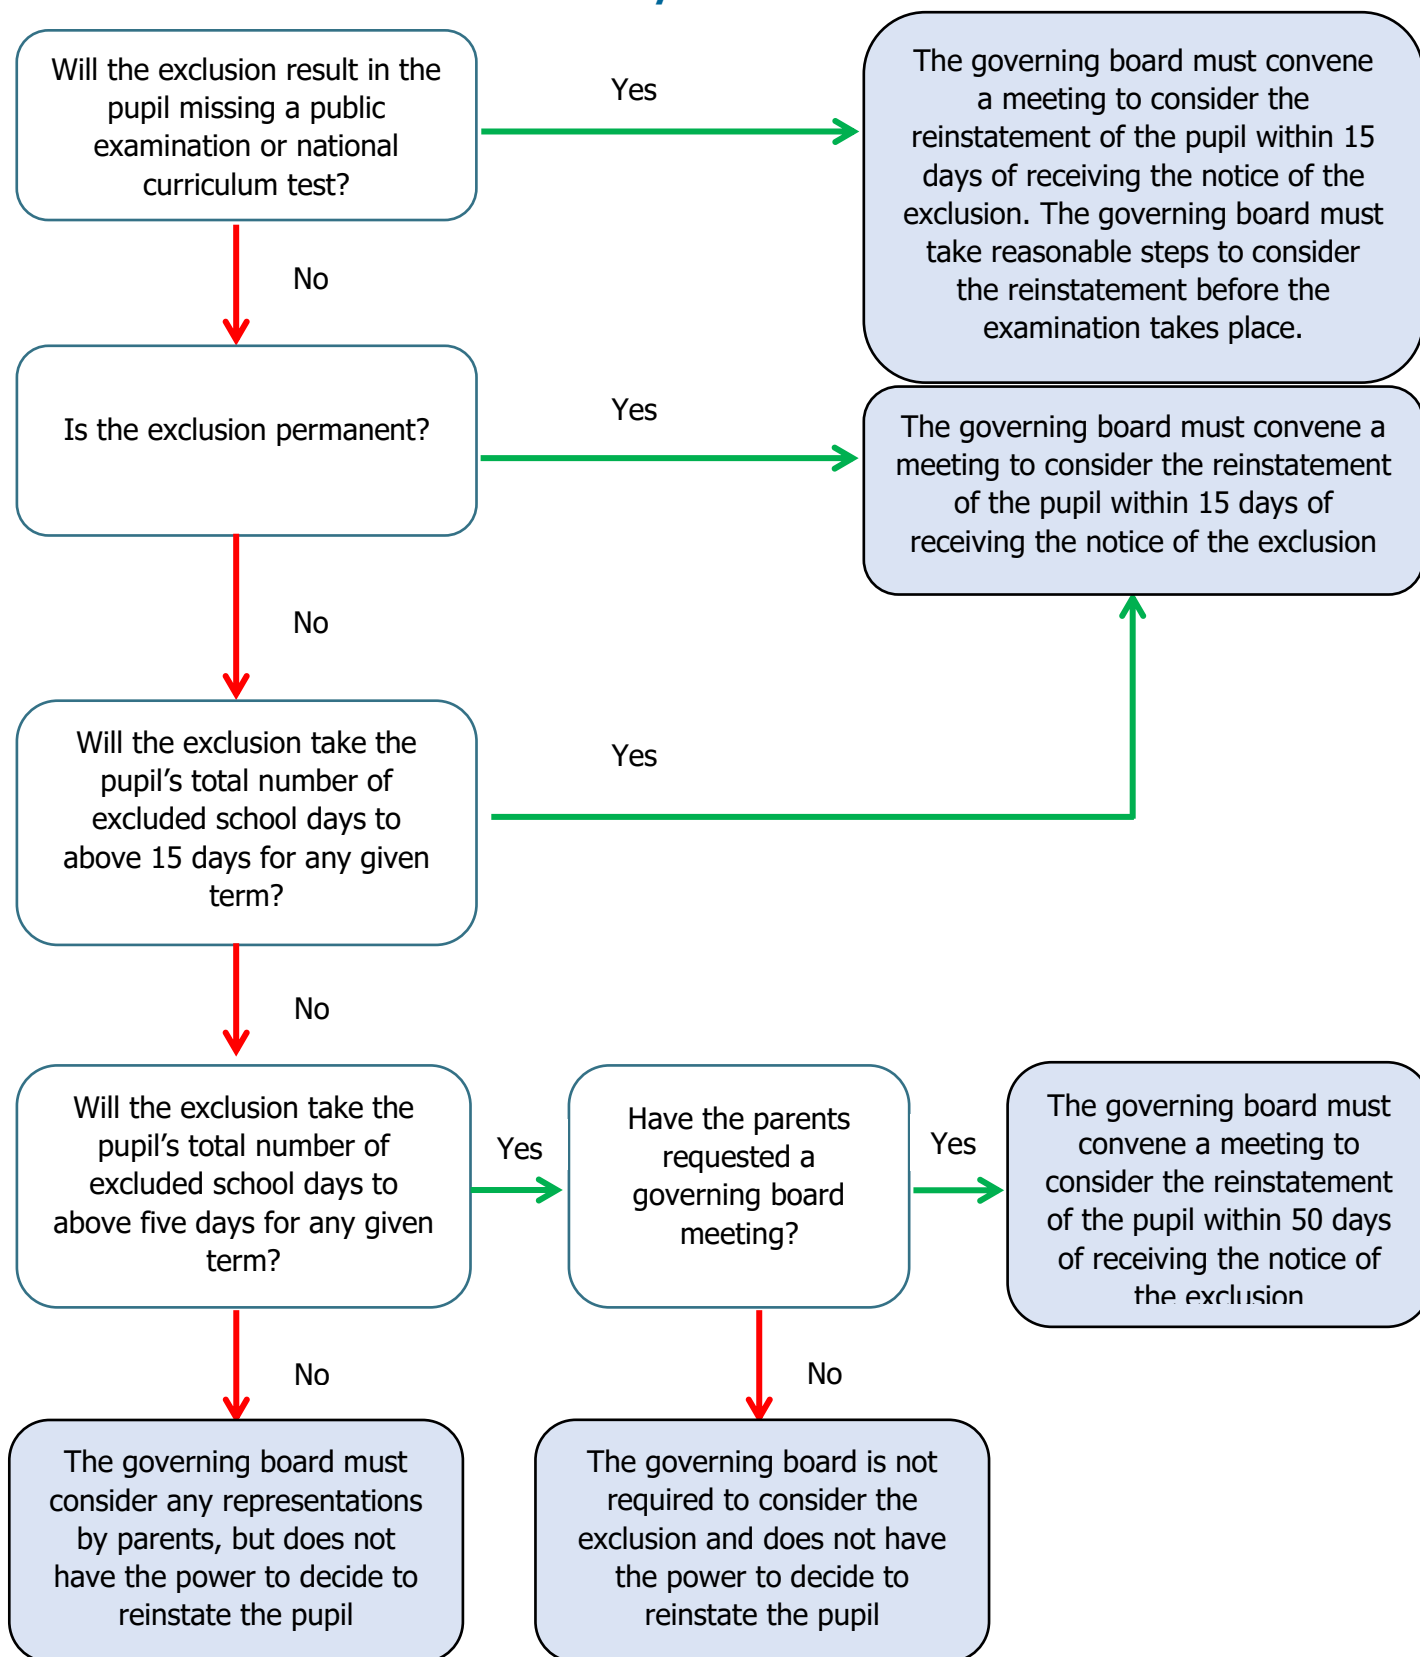 Will the exclusion result in the
pupil missing a public
examination or national
curriculum test?
Yes
The governing board must convene
a meeting to consider the
reinstatement of the pupil within 15
days of receiving the notice of the
exclusion. The governing board must
take reasonable steps to consider
the reinstatement before the
examination takes place.
No
Is the exclusion permanent?
Yes
The governing board must convene a
meeting to consider the reinstatement
of the pupil within 15 days of
receiving the notice of the exclusion
No
Will the exclusion take the
pupil’s total number of
excluded school days to
above 15 days for any given
term?
Yes
No
Will the exclusion take the
pupil’s total number of
excluded school days to
above five days for any given
term?
Yes
Have the parents
requested a
governing board
meeting?
Yes
The governing board must
convene a meeting to
consider the reinstatement
of the pupil within 50 days
of receiving the notice of
the exclusion
No
No
The governing board must
consider any representations
by parents, but does not
have the power to decide to
reinstate the pupil
The governing board is not
required to consider the
exclusion and does not have
the power to decide to
reinstate the pupil